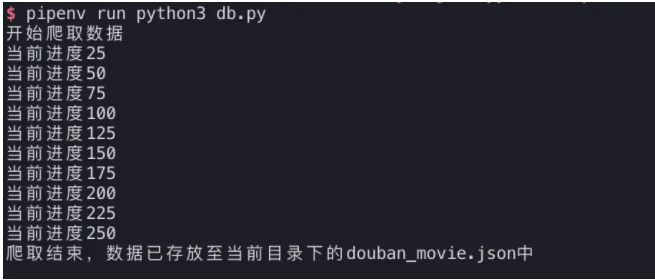 $ pipenv run python3 db.py
开始爬取数据
当前进度25
当前进度50
当前进度75
当前进度100
当前进度125
当前进度150
当前进度175
当前进度200
当前进度225
当前进度250
爬取结束，数据已存放至当前目录下的douban_movie.json中